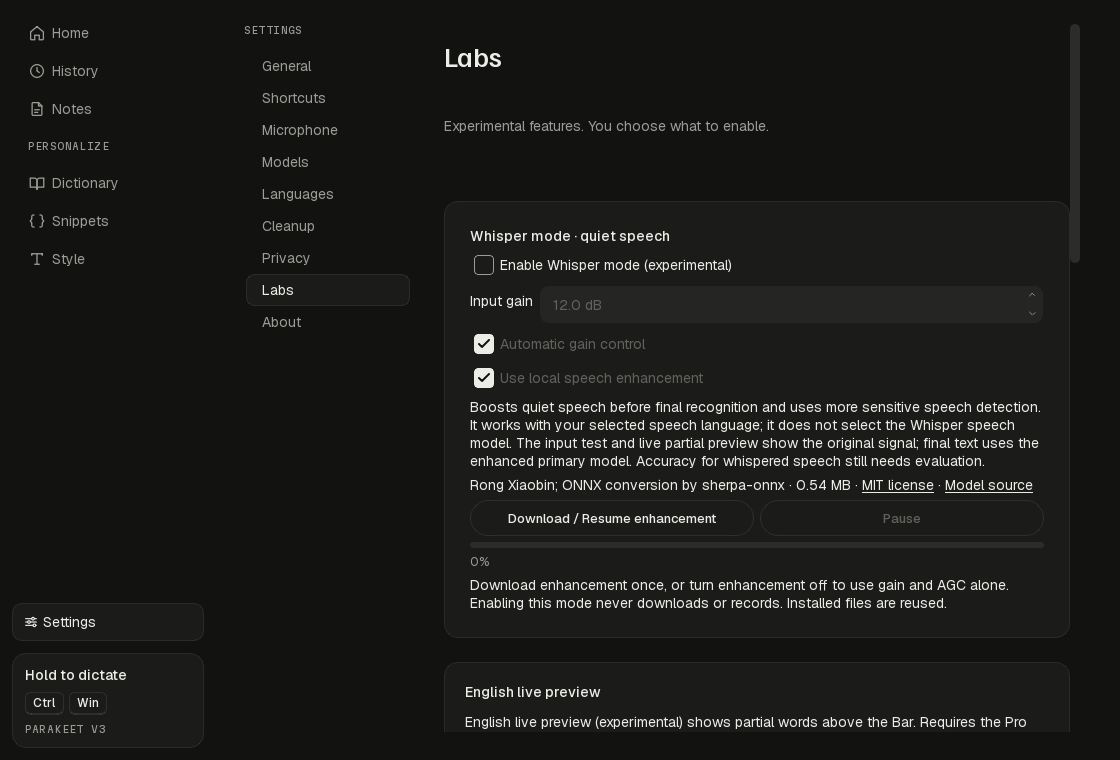 Home
History
Notes
PERSONALIZE
Dictionary
Snippets
Style
Settings
Hold to dictate
Ctrl Win
PARAKEET V3
SETTINGS
General
Shortcuts
Microphone
Models
Languages
Cleanup
Privacy
Labs
About
Labs
Experimental features. You choose what to enable.
Whisper mode · quiet speech
Enable Whisper mode (experimental)
Input gain 12.0 dB
Automatic gain control
Use local speech enhancement
Boosts quiet speech before final recognition and uses more sensitive speech detection.
It works with your selected speech language; it does not select the Whisper speech
model. The input test and live partial preview show the original signal; final text uses the
enhanced primary model. Accuracy for whispered speech still needs evaluation.
Rong Xiaobin; ONNX conversion by sherpa-onnx · 0.54 MB · MIT license · Model source
Download / Resume enhancement Pause
0%
Download enhancement once, or turn enhancement off to use gain and AGC alone.
Enabling this mode never downloads or records. Installed files are reused.
English live preview
English live preview (experimental) shows partial words above the Bar. Requires the Pro